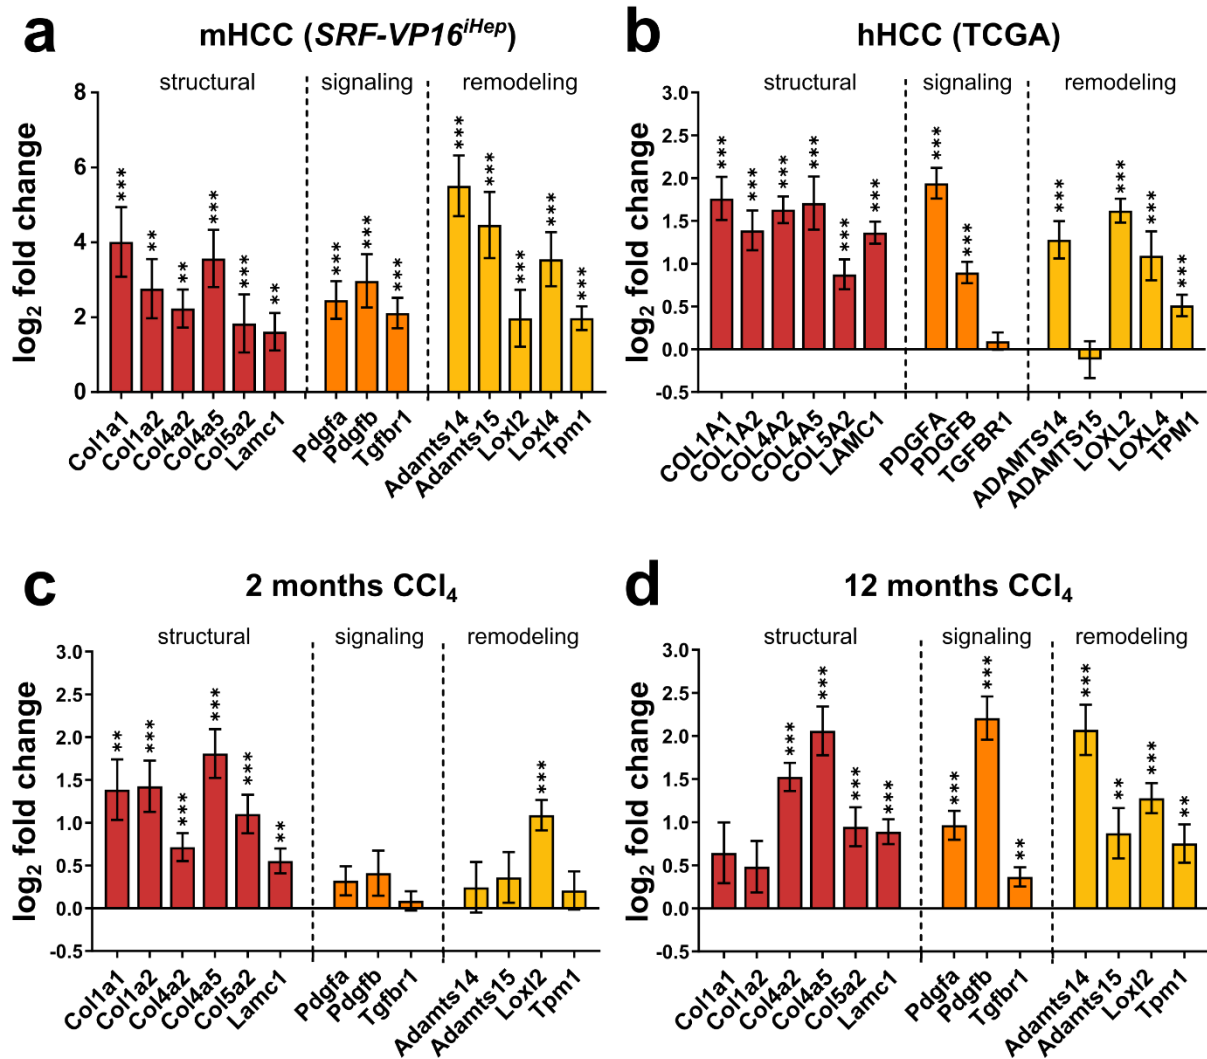 a
mHCC (SRF-VP16iHep)
structural
signaling
remodeling
log2 fold change
8
6
4
2
0
***
**
**
***
***
**
***
***
***
***
***
***
***
***
Col1a1
Col1a2
Col4a2
Col4a5
Col5a2
Lamc1
Pdgfa
Pdgfb
Tgfbr1
Adamts14
Adamts15
Loxl2
Loxl4
Tpm1
b
hHCC (TCGA)
structural
signaling
remodeling
log2 fold change
3.0
2.5
2.0
1.5
1.0
0.5
0.0
-0.5
***
***
***
***
***
***
***
***
***
***
***
***
COL1A1
COL1A2
COL4A2
COL4A5
COL5A2
LAMC1
PDGFA
PDGFB
TGFBR1
ADAMTS14
ADAMTS15
LOXL2
LOXL4
TPM1
c
2 months CCl4
structural
signaling
remodeling
log2 fold change
3.0
2.5
2.0
1.5
1.0
0.5
0.0
-0.5
**
***
***
***
***
**
***
Col1a1
Col1a2
Col4a2
Col4a5
Col5a2
Lamc1
Pdgfa
Pdgfb
Tgfbr1
Adamts14
Adamts15
Loxl2
Tpm1
d
12 months CCl4
structural
signaling
remodeling
log2 fold change
3.0
2.5
2.0
1.5
1.0
0.5
0.0
-0.5
***
***
***
***
***
***
**
***
**
***
**
Col1a1
Col1a2
Col4a2
Col4a5
Col5a2
Lamc1
Pdgfa
Pdgfb
Tgfbr1
Adamts14
Adamts15
Loxl2
Tpm1